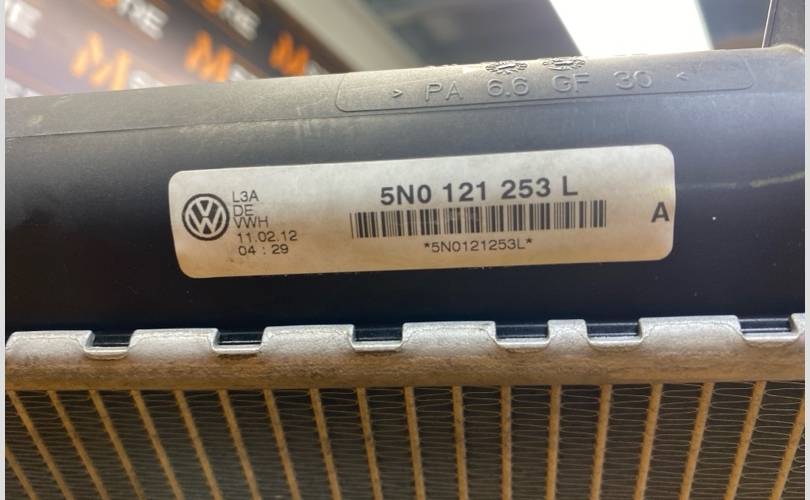 > PA 6.6 GF 30 <
L3A
DE
VWH
11.02.12
04 : 29
5N0 121 253 L
*5N0121253L*
A